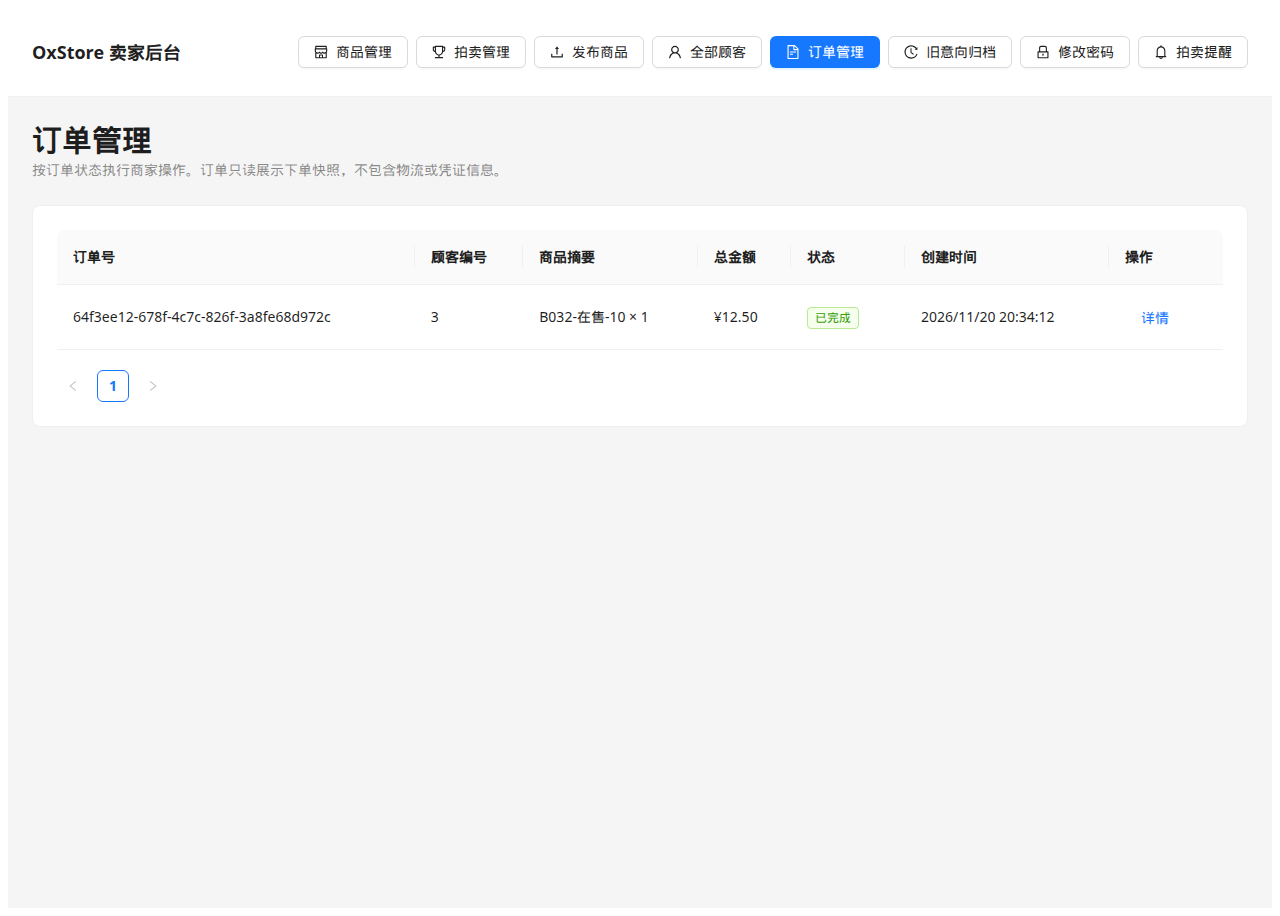 OxStore 卖家后台
商品管理
拍卖管理
发布商品
全部顾客
订单管理
旧意向归档
修改密码
拍卖提醒
订单管理
按订单状态执行商家操作。订单只读展示下单快照，不包含物流或凭证信息。
订单号 顾客编号 商品摘要 总金额 状态 创建时间 操作
64f3ee12-678f-4c7c-826f-3a8fe68d972c 3 B032-在售-10 × 1 ¥12.50 已完成 2026/11/20 20:34:12 详情
1